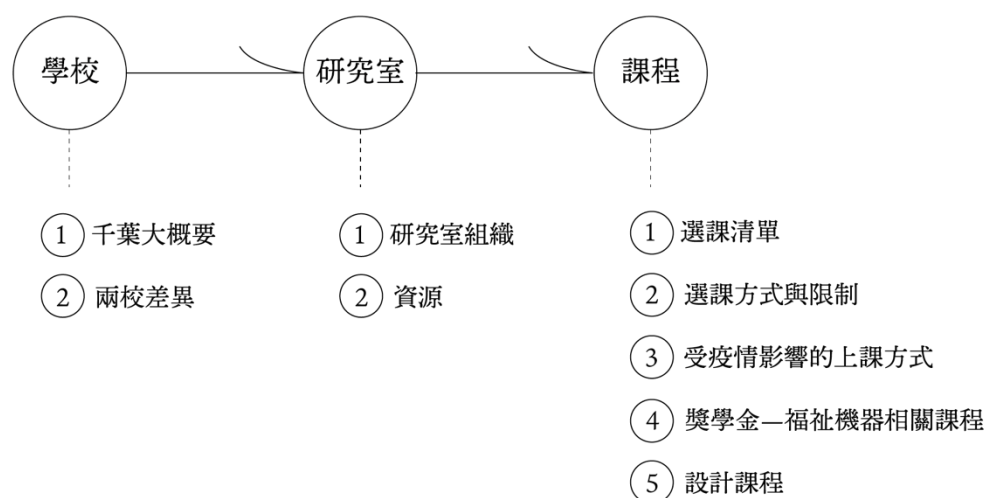 學校
研究室
課程
1 千葉大概要
2 兩校差異
1 研究室組織
2 資源
1 選課清單
2 選課方式與限制
3 受疫情影響的上課方式
4 獎學金—福祉機器相關課程
5 設計課程